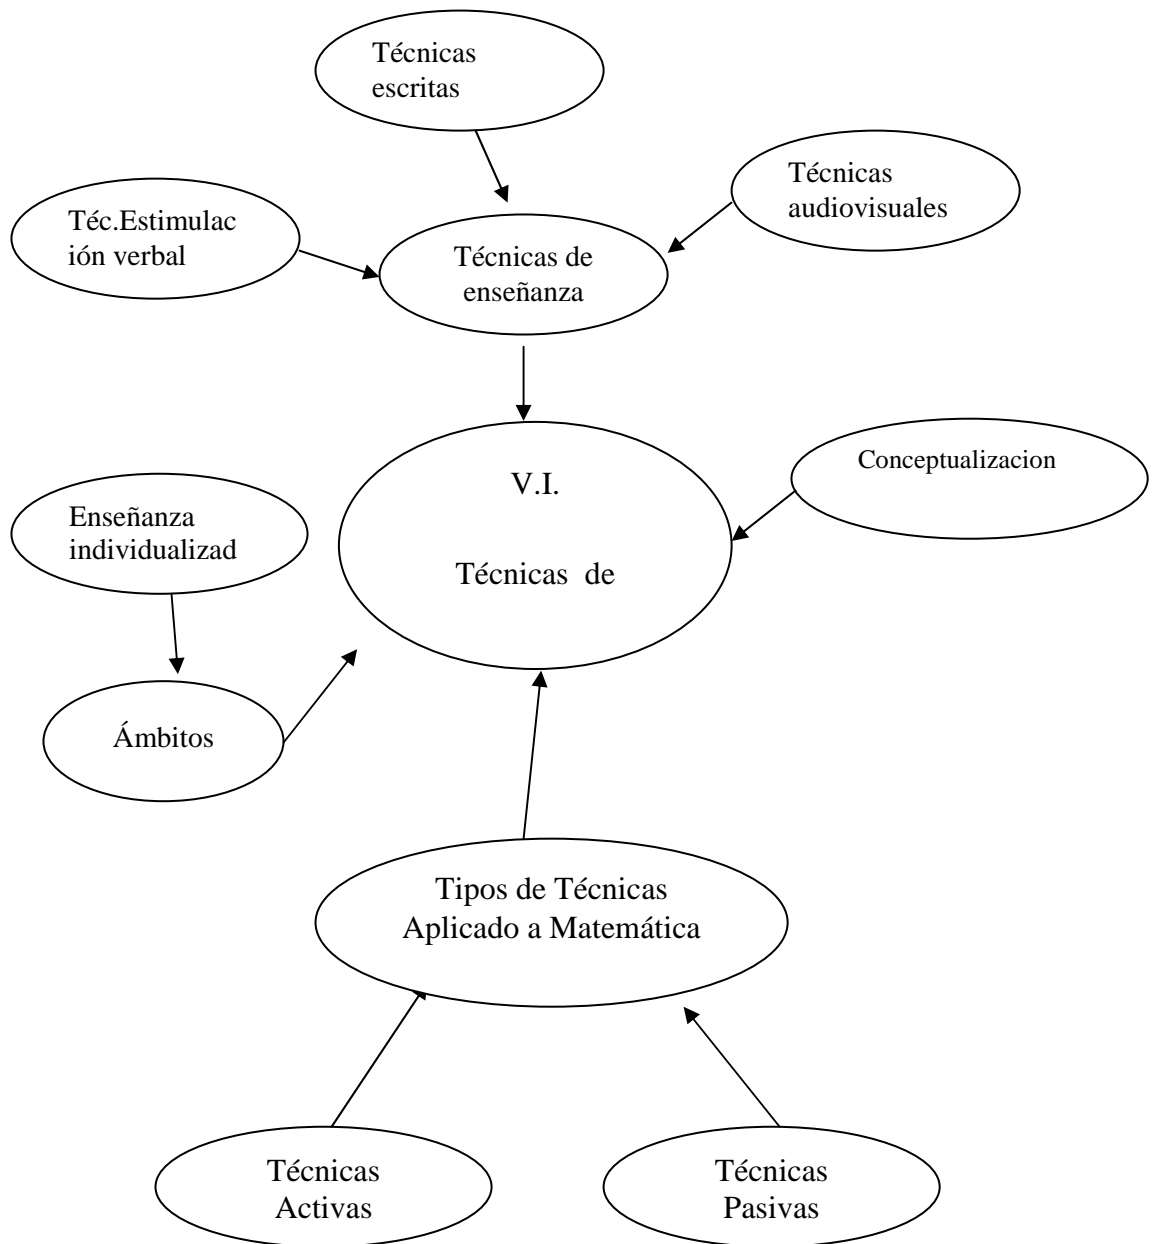 Técnicas
escritas
Técnicas
audiovisuales
Téc.Estimulac
ión verbal
Técnicas de
enseñanza
V.I.
Técnicas de
Conceptualizacion
Enseñanza
individualizad
Ámbitos
Tipos de Técnicas
Aplicado a Matemática
Técnicas
Activas
Técnicas
Pasivas